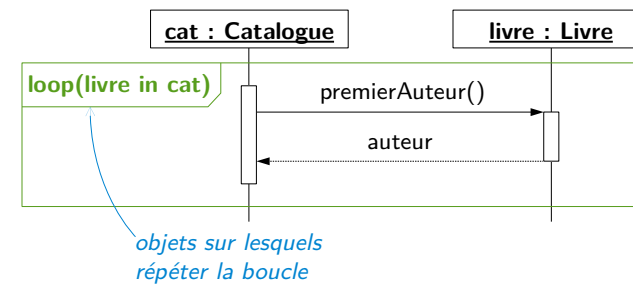 cat : Catalogue
livre : Livre
loop(livre in cat)
premierAuteur()
auteur
objets sur lesquels
répéter la boucle